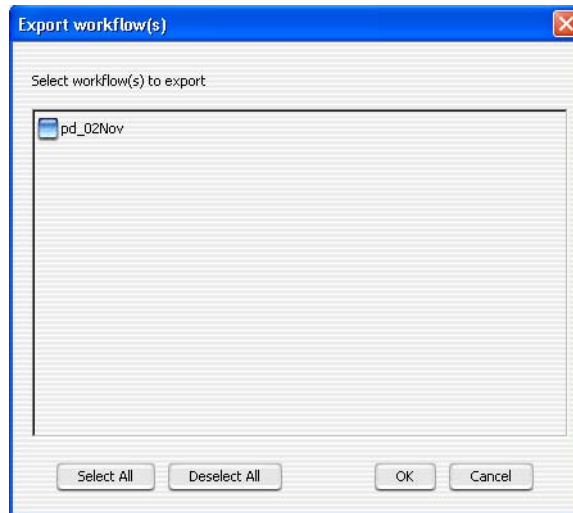 Export workflow(s)
Select workflow(s) to export
pd_02Nov
Select All Deselect All OK Cancel